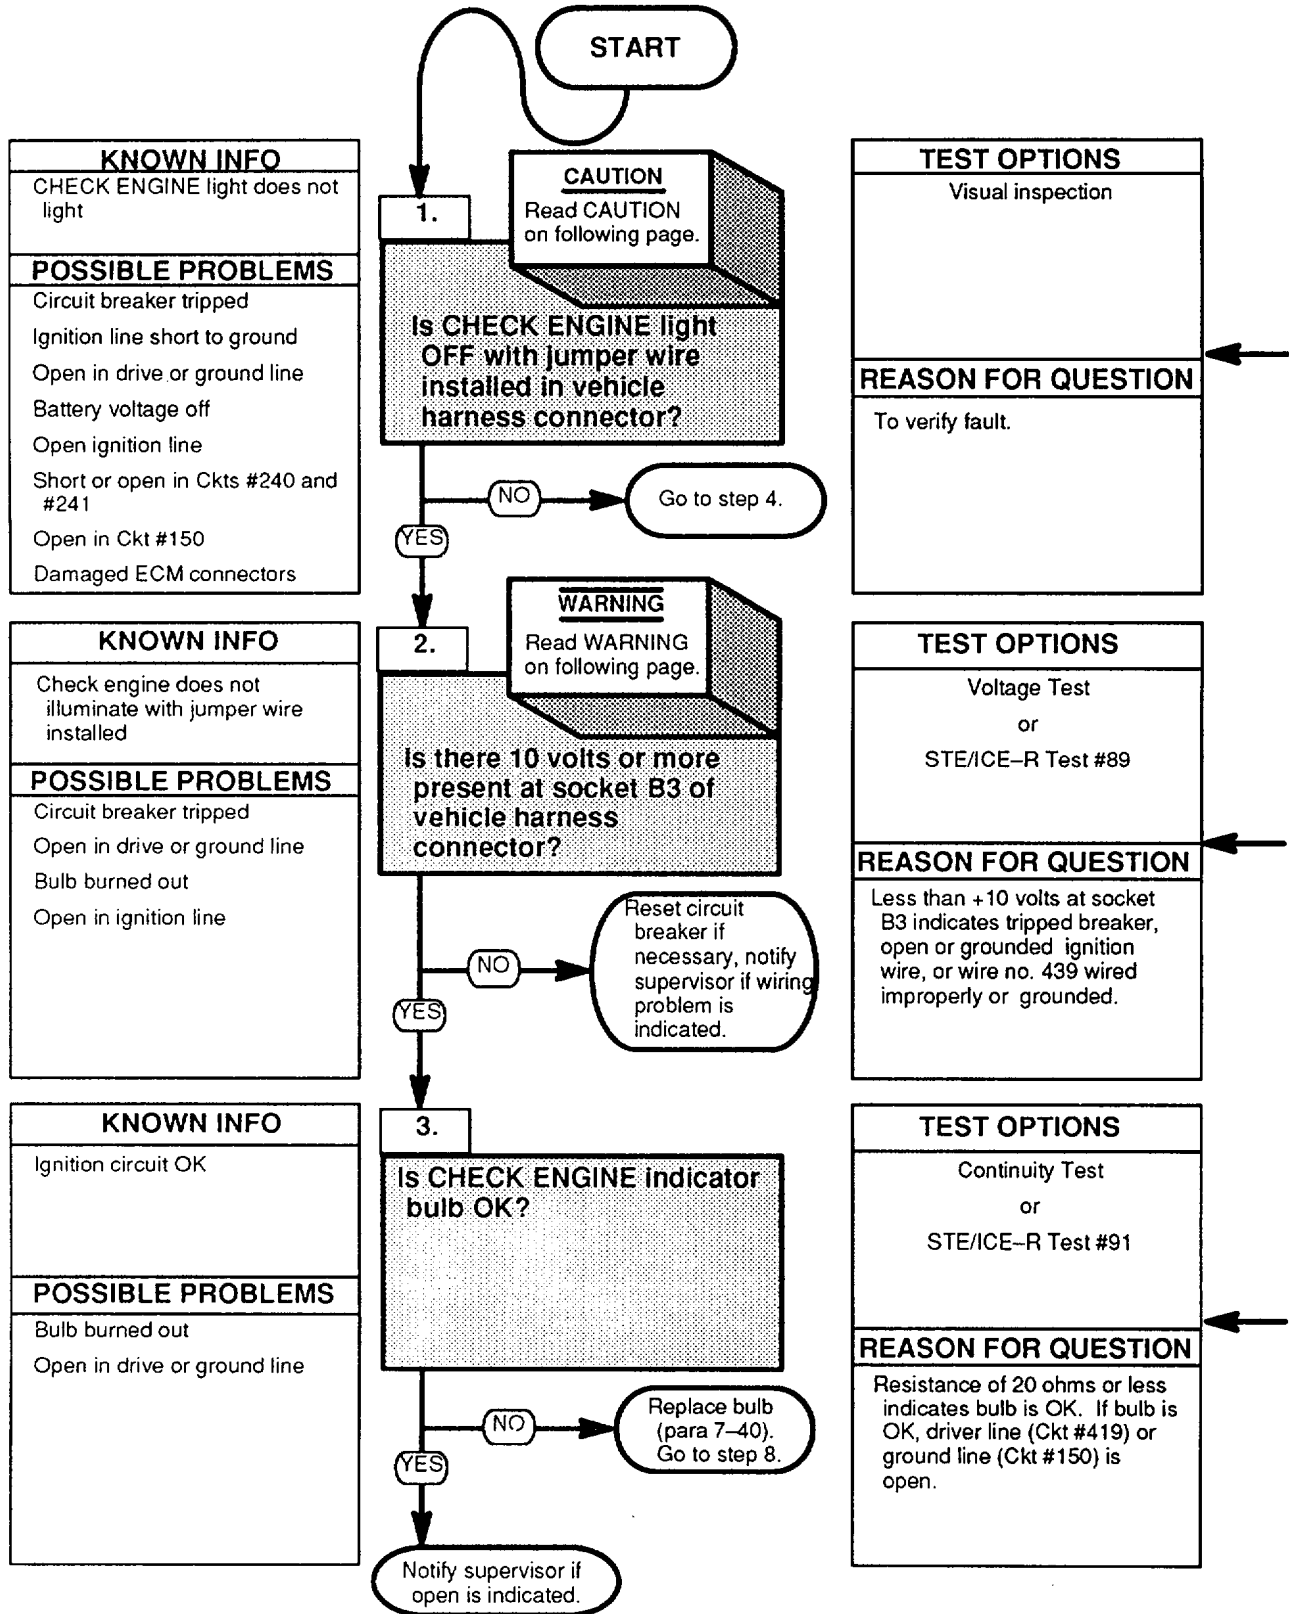 START
KNOWN INFO
CHECK ENGINE light does not
light
POSSIBLE PROBLEMS
Circuit breaker tripped
Ignition line short to ground
Open in drive or ground line
Battery voltage off
Open ignition line
Short or open in Ckts #240 and
#241
Open in Ckt #150
Damaged ECM connectors
1.
CAUTION
Read CAUTION
on following page.
Is CHECK ENGINE light
OFF with jumper wire
installed in vehicle
harness connector?
NO
Go to step 4.
YES
TEST OPTIONS
Visual inspection
REASON FOR QUESTION
To verify fault.
KNOWN INFO
Check engine does not
illuminate with jumper wire
installed
POSSIBLE PROBLEMS
Circuit breaker tripped
Open in drive or ground line
Bulb burned out
Open in ignition line
2.
WARNING
Read WARNING
on following page.
Is there 10 volts or more
present at socket B3 of
vehicle harness
connector?
NO
Reset circuit
breaker if
necessary, notify
supervisor if wiring
problem is
indicated.
YES
TEST OPTIONS
Voltage Test
or
STE/ICE–R Test #89
REASON FOR QUESTION
Less than +10 volts at socket
B3 indicates tripped breaker,
open or grounded ignition
wire, or wire no. 439 wired
improperly or grounded.
KNOWN INFO
Ignition circuit OK
POSSIBLE PROBLEMS
Bulb burned out
Open in drive or ground line
3.
Is CHECK ENGINE indicator
bulb OK?
NO
Replace bulb
(para 7–40).
Go to step 8.
YES
Notify supervisor if
open is indicated.
TEST OPTIONS
Continuity Test
or
STE/ICE–R Test #91
REASON FOR QUESTION
Resistance of 20 ohms or less
indicates bulb is OK. If bulb is
OK, driver line (Ckt #419) or
ground line (Ckt #150) is
open.